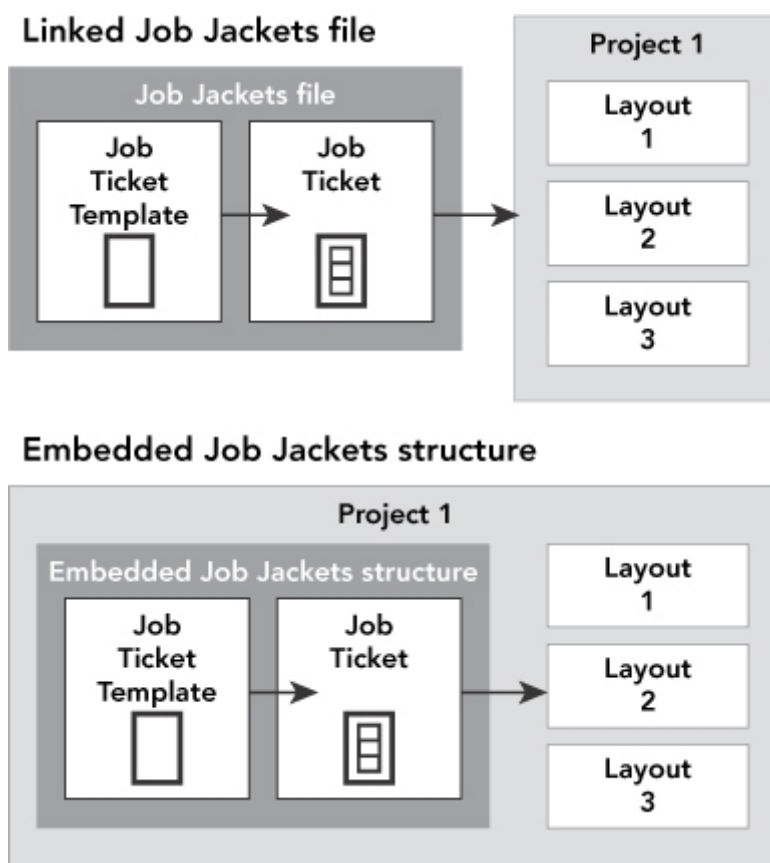 Linked Job Jackets file
Project 1
Job Jackets file
Job
Ticket
Template
Job
Ticket
Layout
1
Layout
2
Layout
3
Embedded Job Jackets structure
Project 1
Embedded Job Jackets structure
Job
Ticket
Template
Job
Ticket
Layout
1
Layout
2
Layout
3